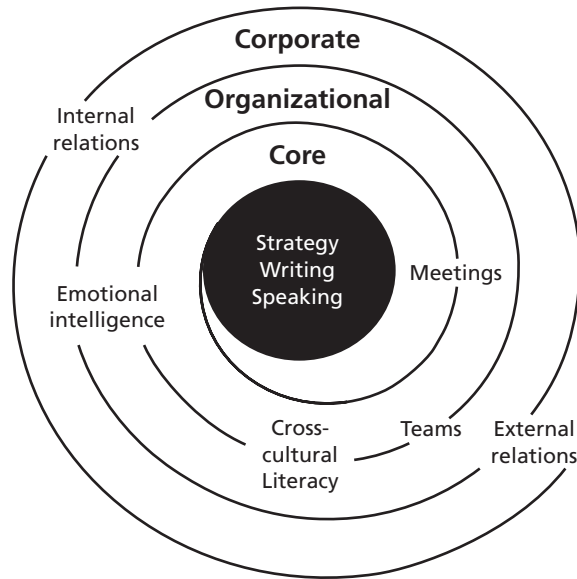 Corporate
Organizational
Internal
relations
Core
Strategy
Writing
Speaking
Meetings
Emotional
intelligence
Cross-
cultural
Literacy
Teams
External
relations